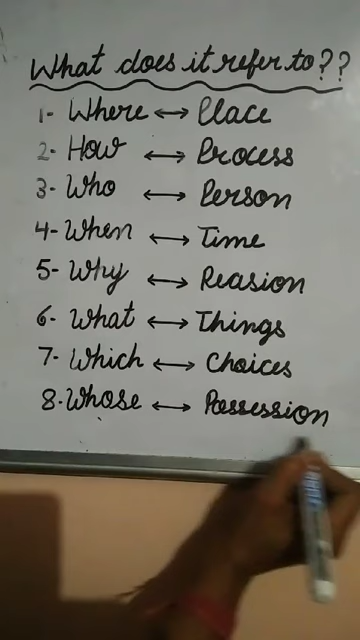 What does it refer to??
1- Where ↔ Place
2- How ↔ Process
3- Who ↔ Person
4- When ↔ Time
5- Why ↔ Reasion
6- What ↔ Things
7- Which ↔ Choices
8. Whose ↔ Possession